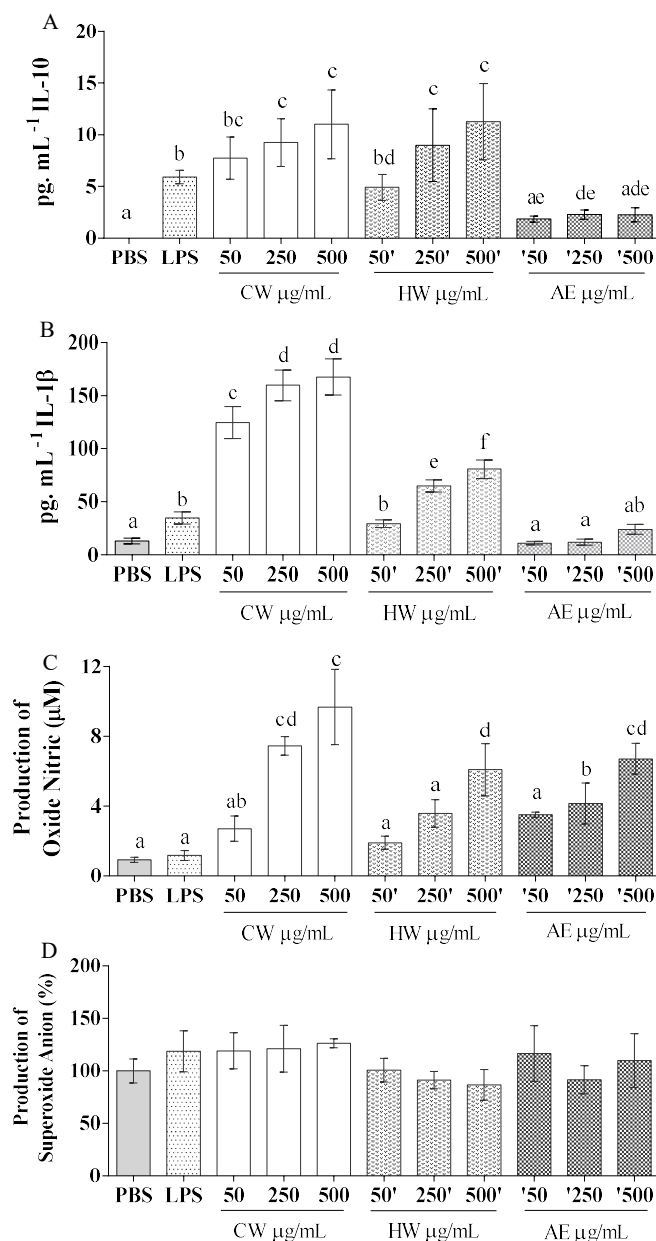 A
pg. mL -1 IL-10
20
15
10
5
0
a
b
bc
c
c
bd
c
c
ae
de
ade
PBS LPS 50 250 500 50' 250' 500' '50 '250 '500
CW µg/mL HW µg/mL AE µg/mL
B
pg. mL -1 IL-1β
200
150
100
50
0
a
b
c
d
d
b
e
f
a
a
ab
PBS LPS 50 250 500 50' 250' 500' '50 '250 '500
CW µg/mL HW µg/mL AE µg/mL
C
Production of
Oxide Nitric (µM)
12
8
4
0
a
a
ab
cd
c
a
a
d
a
b
cd
PBS LPS 50 250 500 50' 250' 500' '50 '250 '500
CW µg/mL HW µg/mL AE µg/mL
D
Production of
Superoxide Anion (%)
200
150
100
50
0
PBS LPS 50 250 500 50' 250' 500' '50 '250 '500
CW µg/mL HW µg/mL AE µg/mL